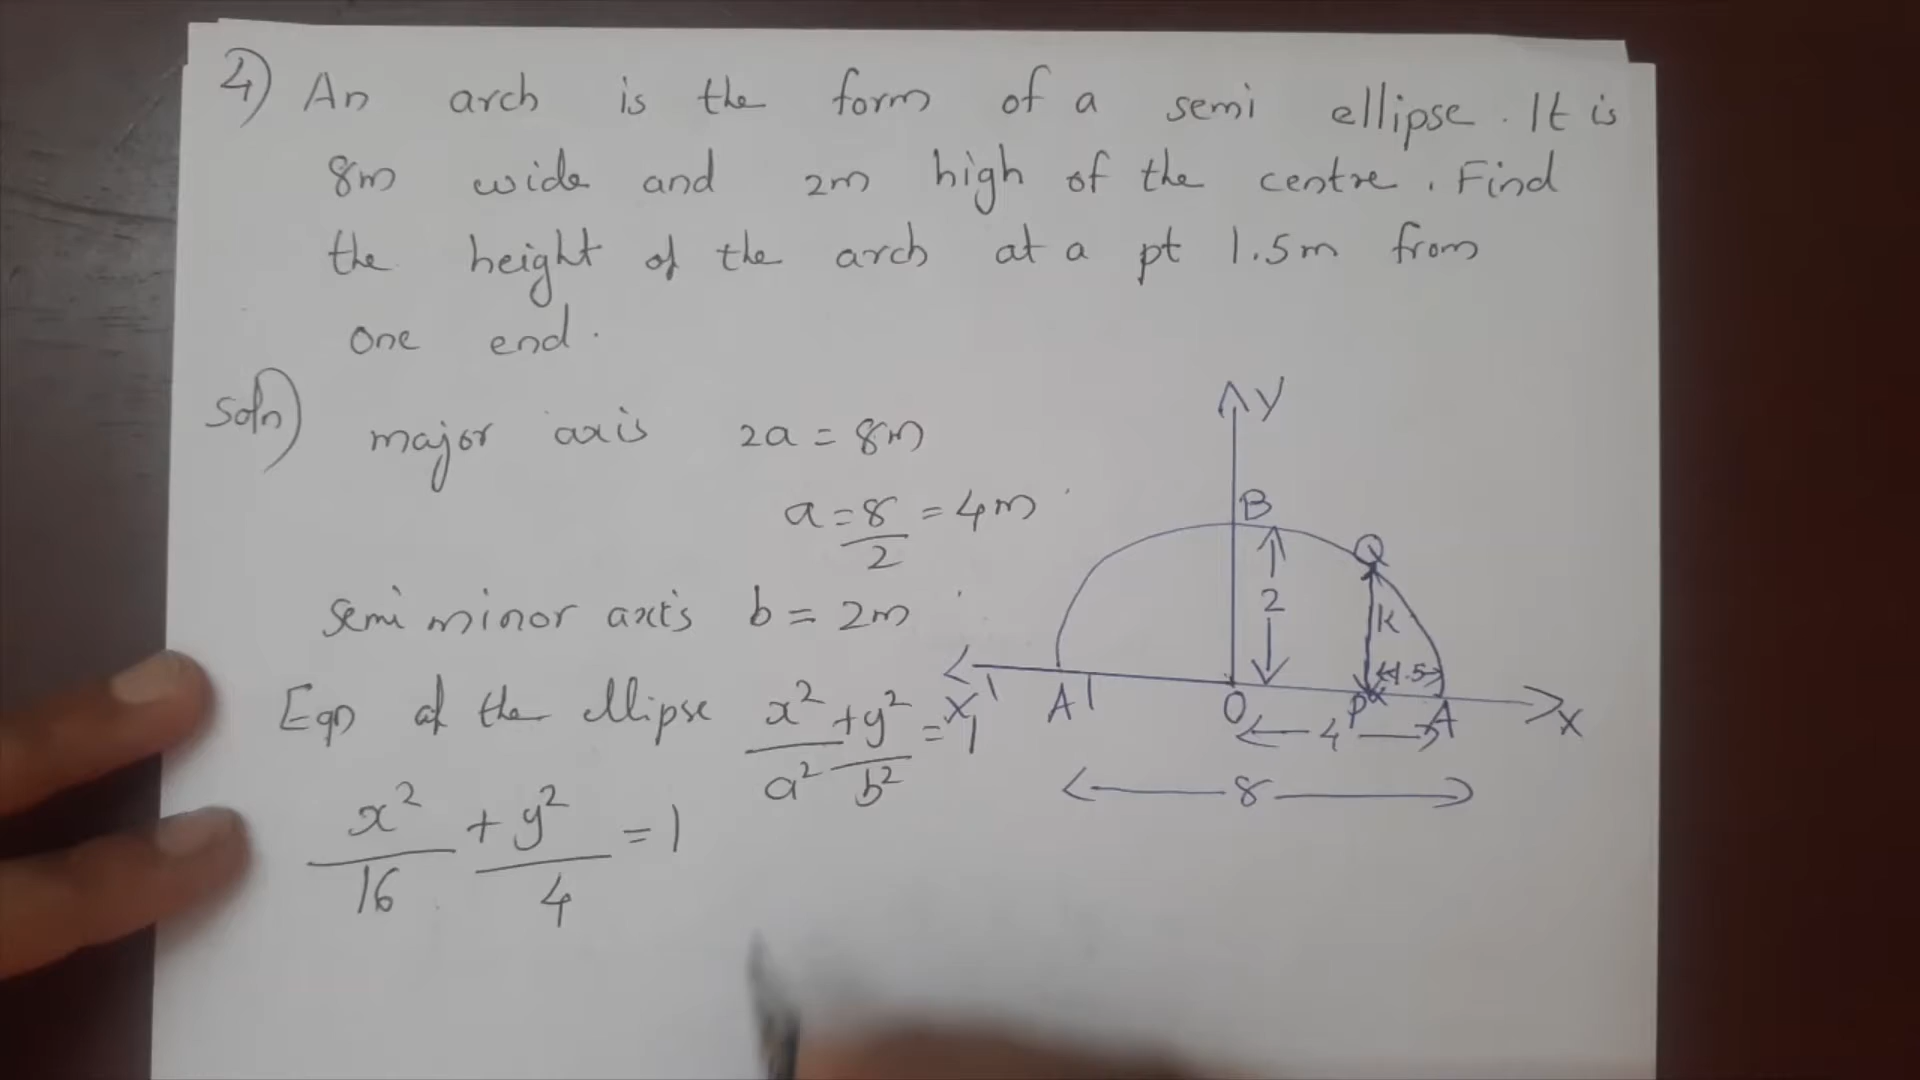 4) An arch is the form of a semi ellipse. It is
8m wide and 2m high of the centre. Find
the height of the arch at a pt 1.5m from
one end.
Soln) major axis 2a = 8m
a = 8/2 = 4m
semi minor axis b = 2m
Eqn of the ellipse x²/a² + y²/b² = 1
x²/16 + y²/4 = 1
Y
B
Q
2
K
1.5
X'
A'
O
P
A
X
4
8